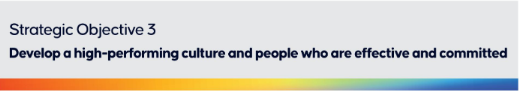 Strategic Objective 3
Develop a high-performing culture and people who are effective and committed